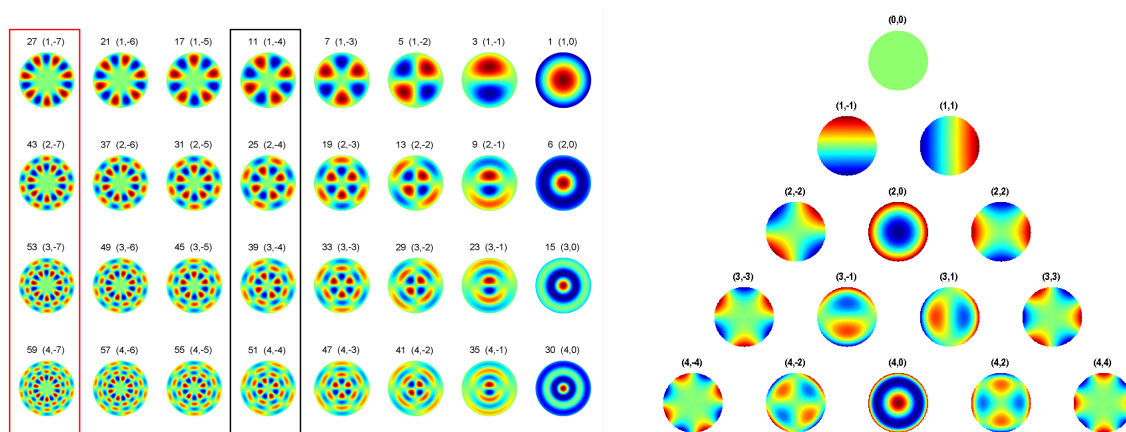 27 (1,-7) 21 (1,-6) 17 (1,-5) 11 (1,-4) 7 (1,-3) 5 (1,-2) 3 (1,-1) 1 (1,0)
43 (2,-7) 37 (2,-6) 31 (2,-5) 25 (2,-4) 19 (2,-3) 13 (2,-2) 9 (2,-1) 6 (2,0)
53 (3,-7) 49 (3,-6) 45 (3,-5) 39 (3,-4) 33 (3,-3) 29 (3,-2) 23 (3,-1) 15 (3,0)
59 (4,-7) 57 (4,-6) 55 (4,-5) 51 (4,-4) 47 (4,-3) 41 (4,-2) 35 (4,-1) 30 (4,0)
(0,0)
(1,-1) (1,1)
(2,-2) (2,0) (2,2)
(3,-3) (3,-1) (3,1) (3,3)
(4,-4) (4,-2) (4,0) (4,2) (4,4)